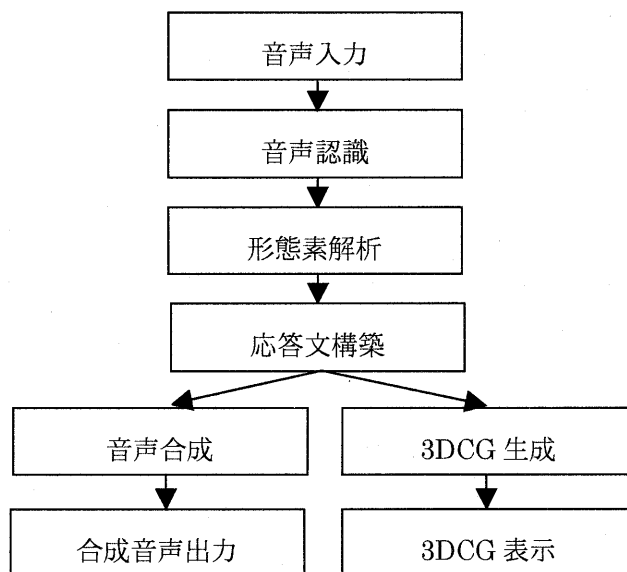 音声入力
音声認識
形態素解析
応答文構築
音声合成
3DCG 生成
合成音声出力
3DCG 表示